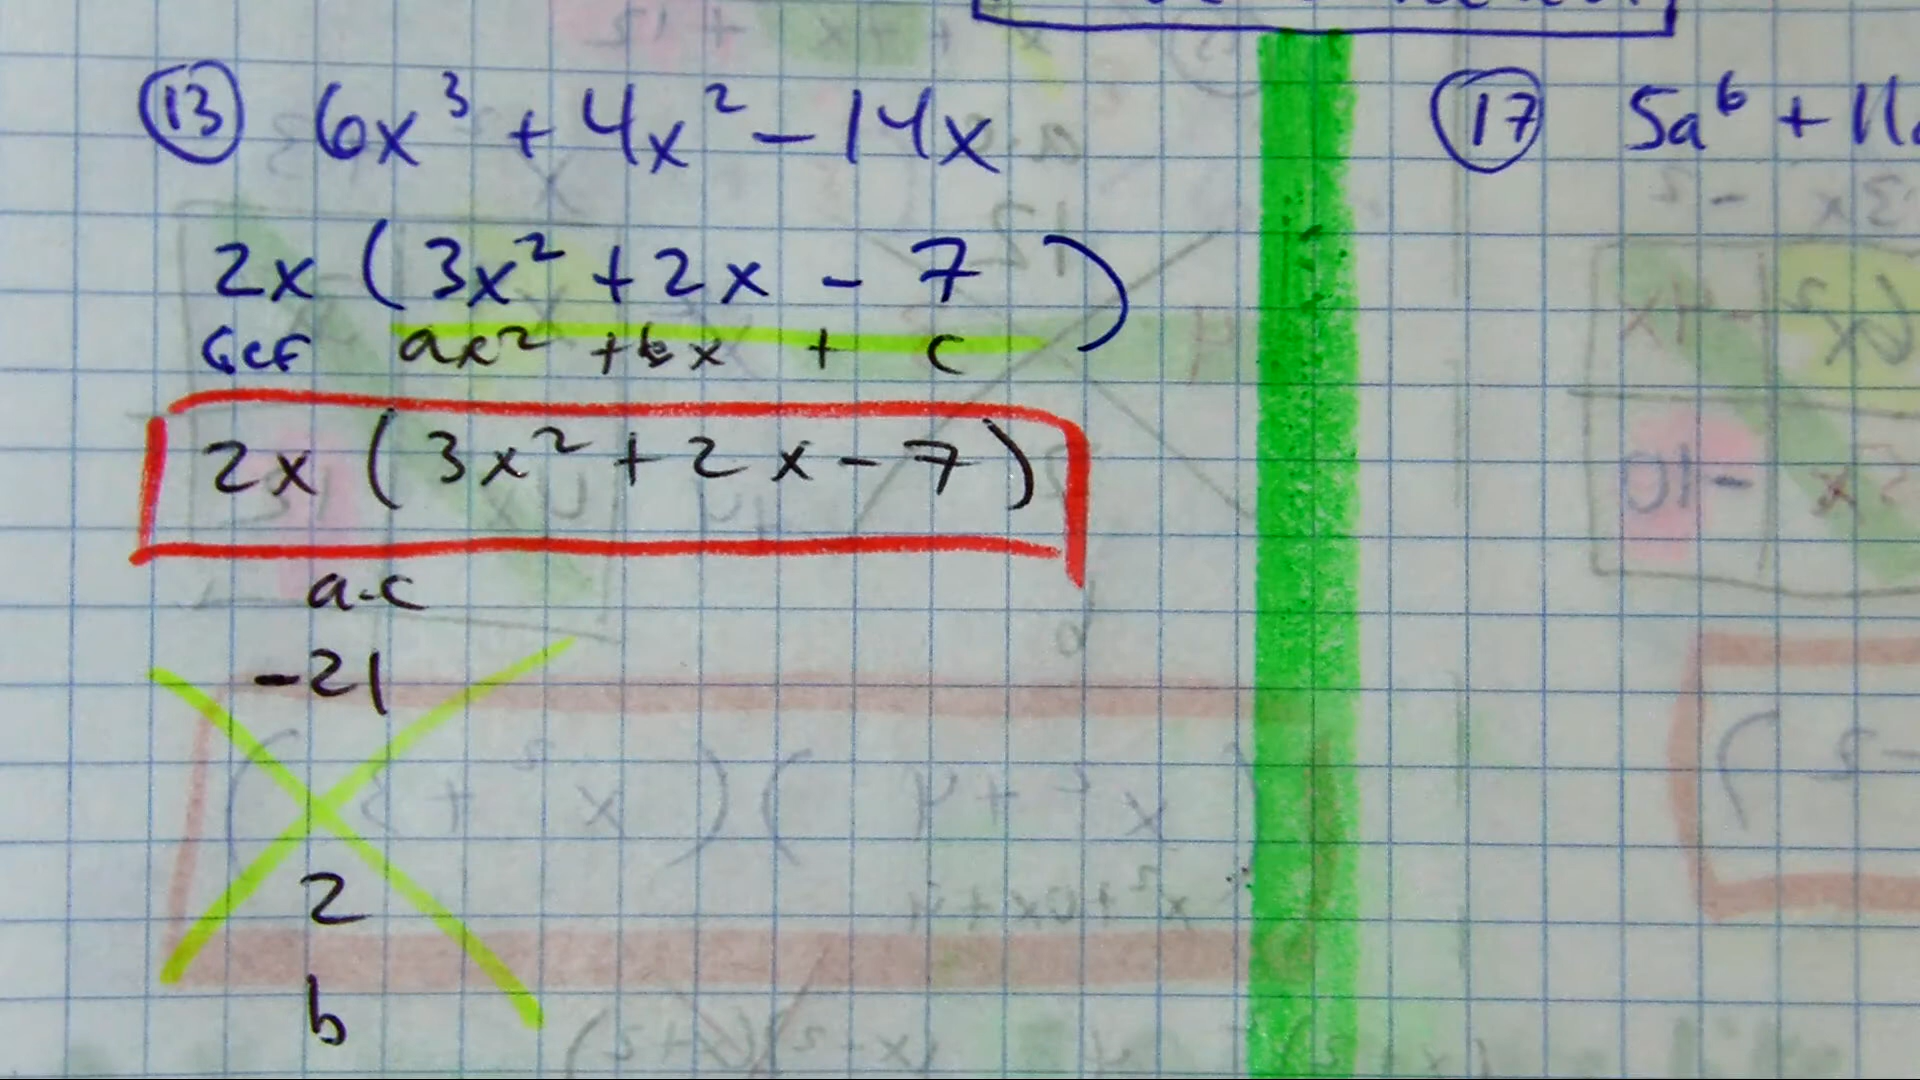 13 6x³ + 4x² - 14x
2x (3x² + 2x - 7)
GCF ax² + bx + c
2x (3x² + 2x - 7)
a·c
-21
2
b
17 5a⁶ + 11